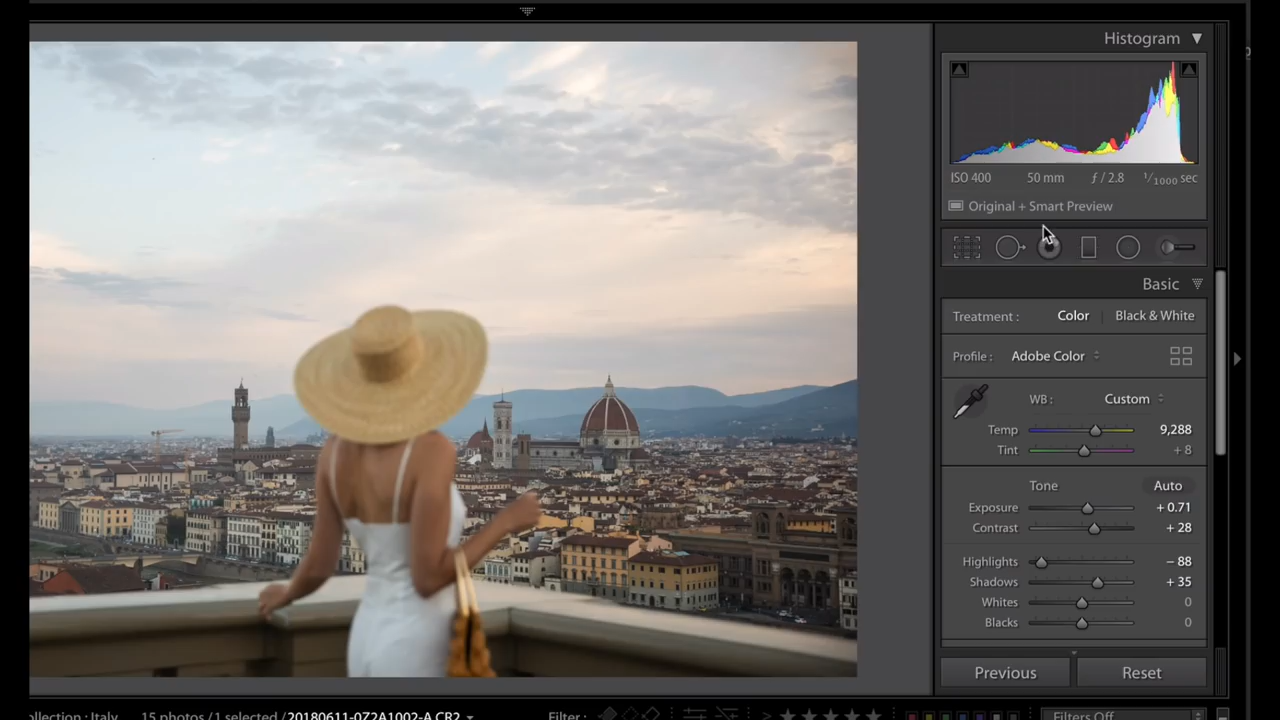 Histogram
ISO 400 50 mm ƒ / 2.8 1/1000 sec
Original + Smart Preview
Basic
Treatment : Color Black & White
Profile : Adobe Color
WB : Custom
Temp 9,288
Tint + 8
Tone Auto
Exposure + 0.71
Contrast + 28
Highlights − 88
Shadows + 35
Whites 0
Blacks 0
Previous Reset
ollection : Italy 15 photos / 1 selected / 20180611-0Z2A1002-A.CR2 Filter : Filters Off